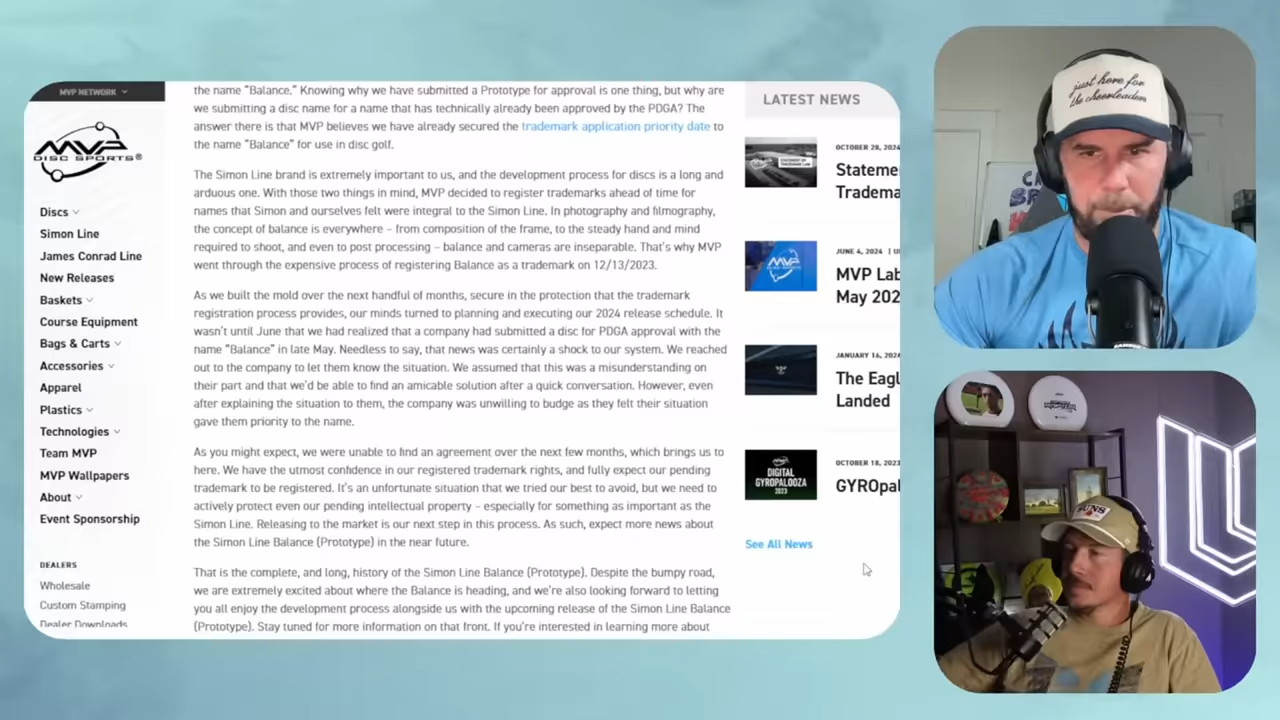 MVP NETWORK
MVP
DISC SPORTS®
Discs
Simon Line
James Conrad Line
New Releases
Baskets
Course Equipment
Bags & Carts
Accessories
Apparel
Plastics
Technologies
Team MVP
MVP Wallpapers
About
Event Sponsorship
DEALERS
Wholesale
Custom Stamping
Dealer Downloads
the name “Balance.” Knowing why we have submitted a Prototype for approval is one thing, but why are
we submitting a disc name for a name that has technically already been approved by the PDGA? The
answer there is that MVP believes we have already secured the trademark application priority date to
the name “Balance” for use in disc golf.
The Simon Line brand is extremely important to us, and the development process for discs is a long and
arduous one. With those two things in mind, MVP decided to register trademarks ahead of time for
names that Simon and ourselves felt were integral to the Simon Line. In photography and filmography,
the concept of balance is everywhere – from composition of the frame, to the steady hand and mind
required to shoot, and even to post processing – balance and cameras are inseparable. That’s why MVP
went through the expensive process of registering Balance as a trademark on 12/13/2023.
As we built the mold over the next handful of months, secure in the protection that the trademark
registration process provides, our minds turned to planning and executing our 2024 release schedule. It
wasn’t until June that we had realized that a company had submitted a disc for PDGA approval with the
name “Balance” in late May. Needless to say, that news was certainly a shock to our system. We reached
out to the company to let them know the situation. We assumed that this was a misunderstanding on
their part and that we’d be able to find an amicable solution after a quick conversation. However, even
after explaining the situation to them, the company was unwilling to budge as they felt their situation
gave them priority to the name.
As you might expect, we were unable to find an agreement over the next few months, which brings us to
here. We have the utmost confidence in our registered trademark rights, and fully expect our pending
trademark to be registered. It’s an unfortunate situation that we tried our best to avoid, but we need to
actively protect even our pending intellectual property – especially for something as important as the
Simon Line. Releasing to the market is our next step in this process. As such, expect more news about
the Simon Line Balance (Prototype) in the near future.
That is the complete, and long, history of the Simon Line Balance (Prototype). Despite the bumpy road,
we are extremely excited about where the Balance is heading, and we’re also looking forward to letting
you all enjoy the development process alongside us with the upcoming release of the Simon Line Balance
(Prototype). Stay tuned for more information on that front. If you’re interested in learning more about
LATEST NEWS
OCTOBER 28, 2024
Stateme
Tradema
JUNE 4, 2024 | U
MVP Lab
May 202
JANUARY 16, 2024
The Eagl
Landed
DIGITAL
GYROPALOOZA
2023
OCTOBER 18, 2023
GYROpal
See All News
just here for
the cheerleaders
SUNS